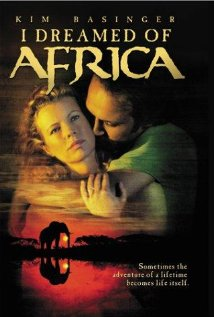 KIM BASINGER
I DREAMED OF
AFRICA
Sometimes the
adventure of a lifetime
becomes life itself.